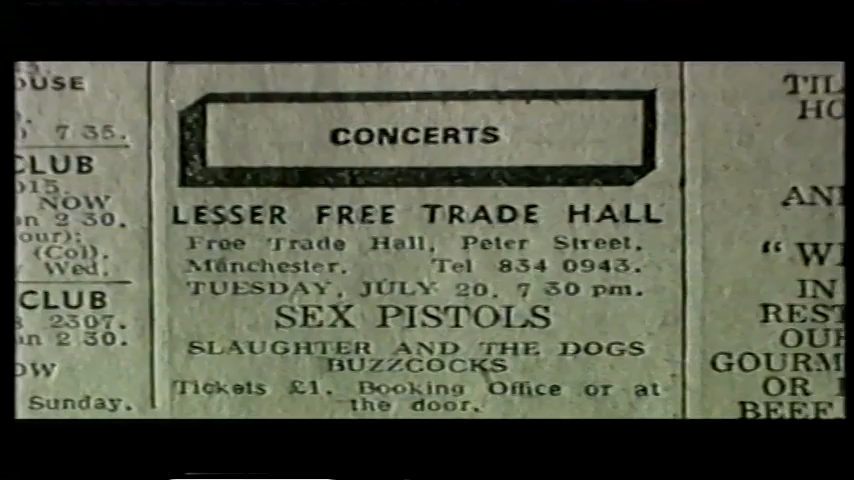 OUSE
7 35.
CLUB
015.
NOW
2 30.
our):
(Col).
Wed.
CLUB
2307.
2 30.
OW
Sunday.
CONCERTS
LESSER FREE TRADE HALL
Free Trade Hall, Peter Street,
Manchester. Tel 834 0943.
TUESDAY, JULY 20, 7 30 pm.
SEX PISTOLS
SLAUGHTER AND THE DOGS
BUZZCOCKS
Tickets £1. Booking Office or at
the door.
TIL
HO
AN
"WI
IN
REST
OUR
GOURM
OR
BEEF